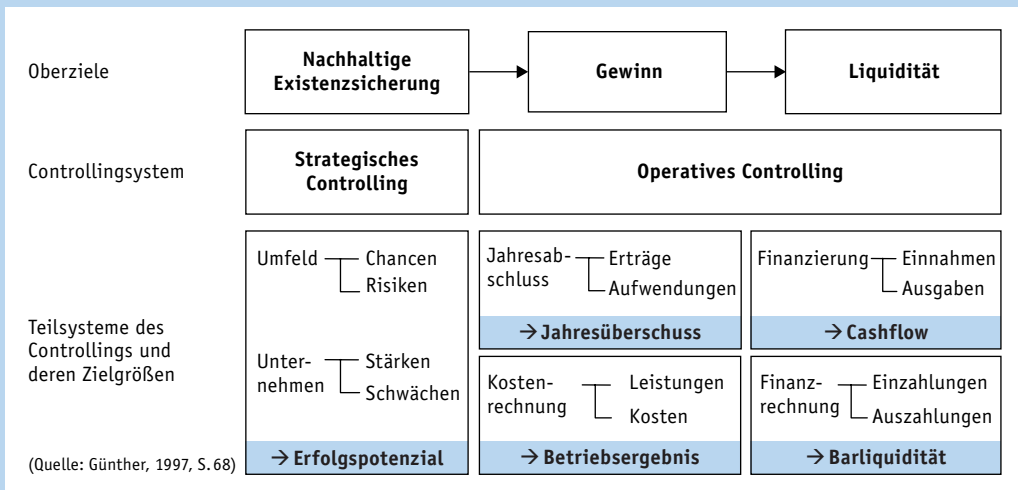 Oberziele
Nachhaltige
Existenzsicherung
Gewinn
Liquidität
Controllingsystem
Strategisches
Controlling
Operatives Controlling
Teilsysteme des
Controllings und
deren Zielgrößen
Umfeld
Chancen
Risiken
Unter-
nehmen
Stärken
Schwächen
→ Erfolgspotenzial
Jahresab-
schluss
Erträge
Aufwendungen
→ Jahresüberschuss
Finanzierung
Einnahmen
Ausgaben
→ Cashflow
Kosten-
rechnung
Leistungen
Kosten
→ Betriebsergebnis
Finanz-
rechnung
Einzahlungen
Auszahlungen
→ Barliquidität
(Quelle: Günther, 1997, S. 68)